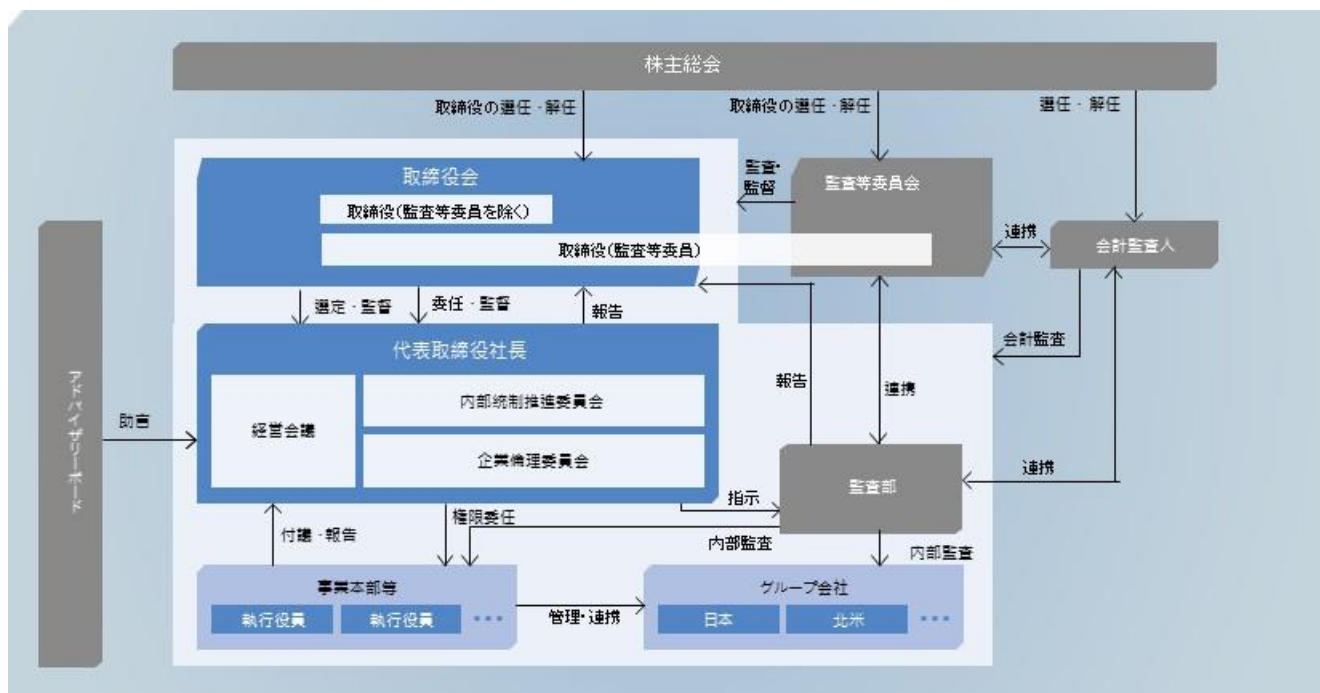 株主総会
取締役の選任・解任
取締役の選任・解任
選任・解任
取締役会
取締役(監査等委員を除く)
取締役(監査等委員)
監査・
監督
監査等委員会
連携
会計監査人
選定・監督
委任・監督
報告
会計監査
代表取締役社長
経営会議
内部統制推進委員会
企業倫理委員会
アドバイザリーボード
助言
報告
連携
監査部
連携
指示
付議・報告
権限委任
内部監査
内部監査
事業本部等
執行役員
執行役員
•••
管理・連携
グループ会社
日本
北米
•••